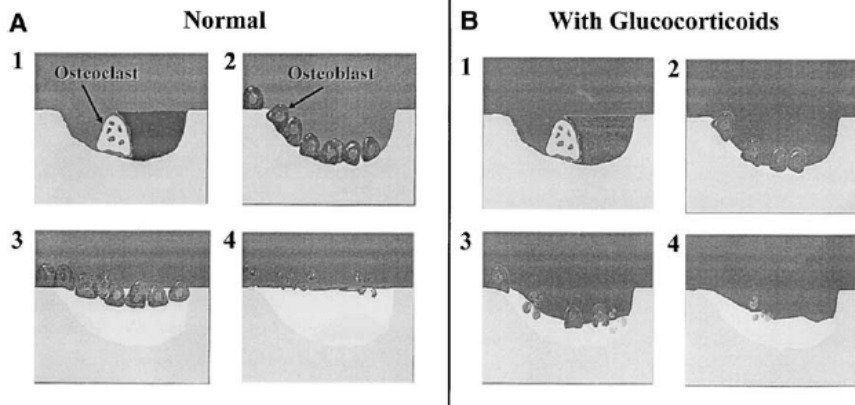 A
Normal
1
Osteoclast
2
Osteoblast
3
4
B
With Glucocorticoids
1
2
3
4